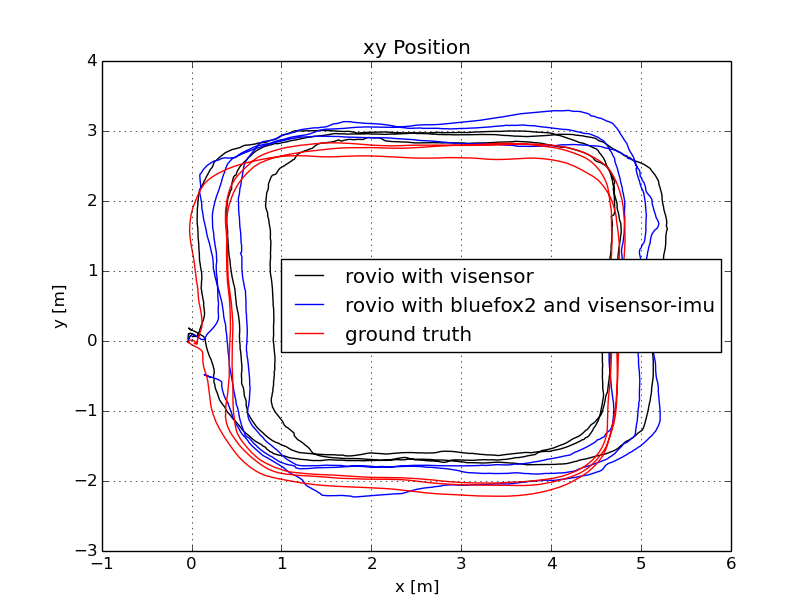 xy Position
4
3
2
1
0
−1
−2
−3
y [m]
rovio with visensor
rovio with bluefox2 and visensor-imu
ground truth
−1 0 1 2 3 4 5 6
x [m]